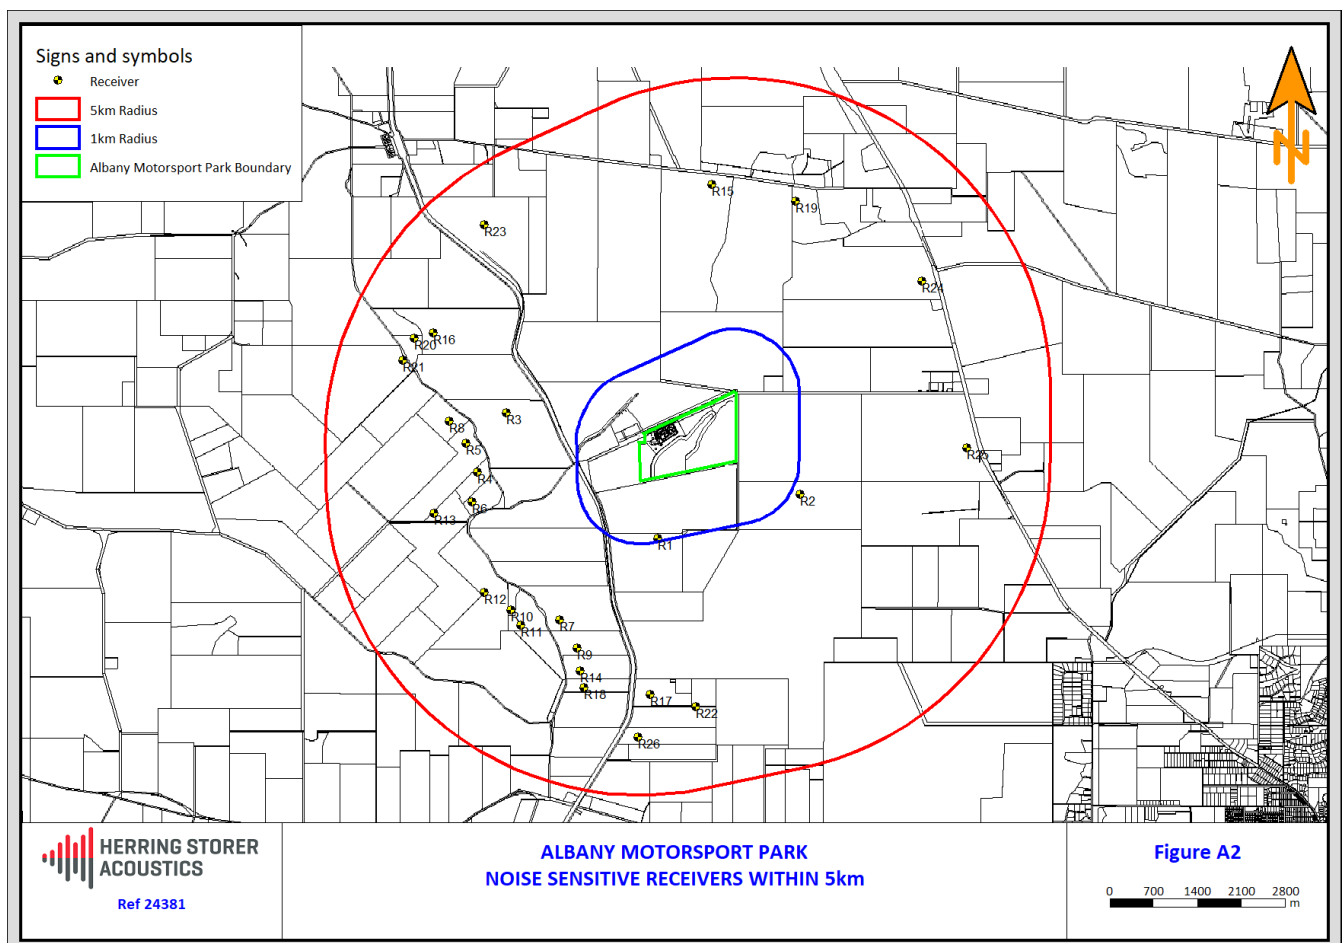 Signs and symbols
Receiver
5km Radius
1km Radius
Albany Motorsport Park Boundary
N
R15
R19
R23
R24
R16
R20
R21
R3
R8
R5
R25
R4
R2
R6
R13
R1
R12
R10
R11
R7
R9
R14
R18
R17
R22
R26
HERRING STORER
ACOUSTICS
Ref 24381
ALBANY MOTORSPORT PARK
NOISE SENSITIVE RECEIVERS WITHIN 5km
Figure A2
0 700 1400 2100 2800
m